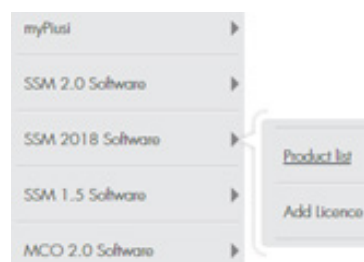 myPiusi
SSM 2.0 Software
SSM 2018 Software
Product list
Add Licence
SSM 1.5 Software
MCO 2.0 Software